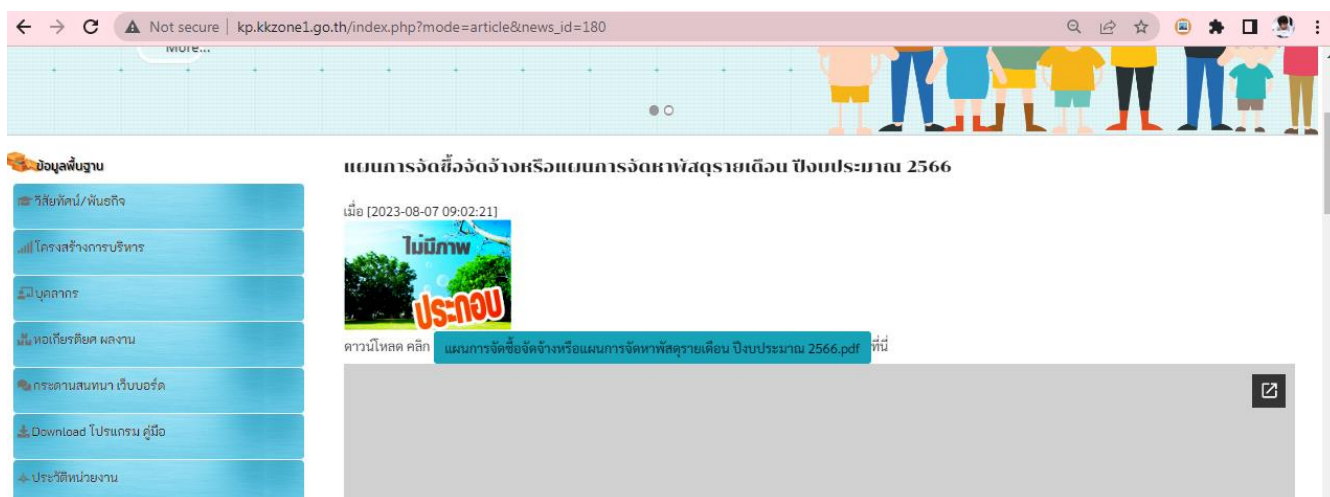 Not secure | kp.kkzone1.go.th/index.php?mode=article&news_id=180
More...
ข้อมูลพื้นฐาน
วิสัยทัศน์/พันธกิจ
โครงสร้างการบริหาร
บุคลากร
หอเกียรติยศ ผลงาน
กระดานสนทนา เว็บบอร์ด
Download โปรแกรม คู่มือ
ประวัติหน่วยงาน
แผนการจัดซื้อจัดจ้างหรือแผนการจัดหาพัสดุรายเดือน ปีงบประมาณ 2566
เมื่อ [2023-08-07 09:02:21]
ไม่มีภาพ
ประกอบ
ดาวน์โหลด คลิก แผนการจัดซื้อจัดจ้างหรือแผนการจัดหาพัสดุรายเดือน ปีงบประมาณ 2566.pdf ที่นี่